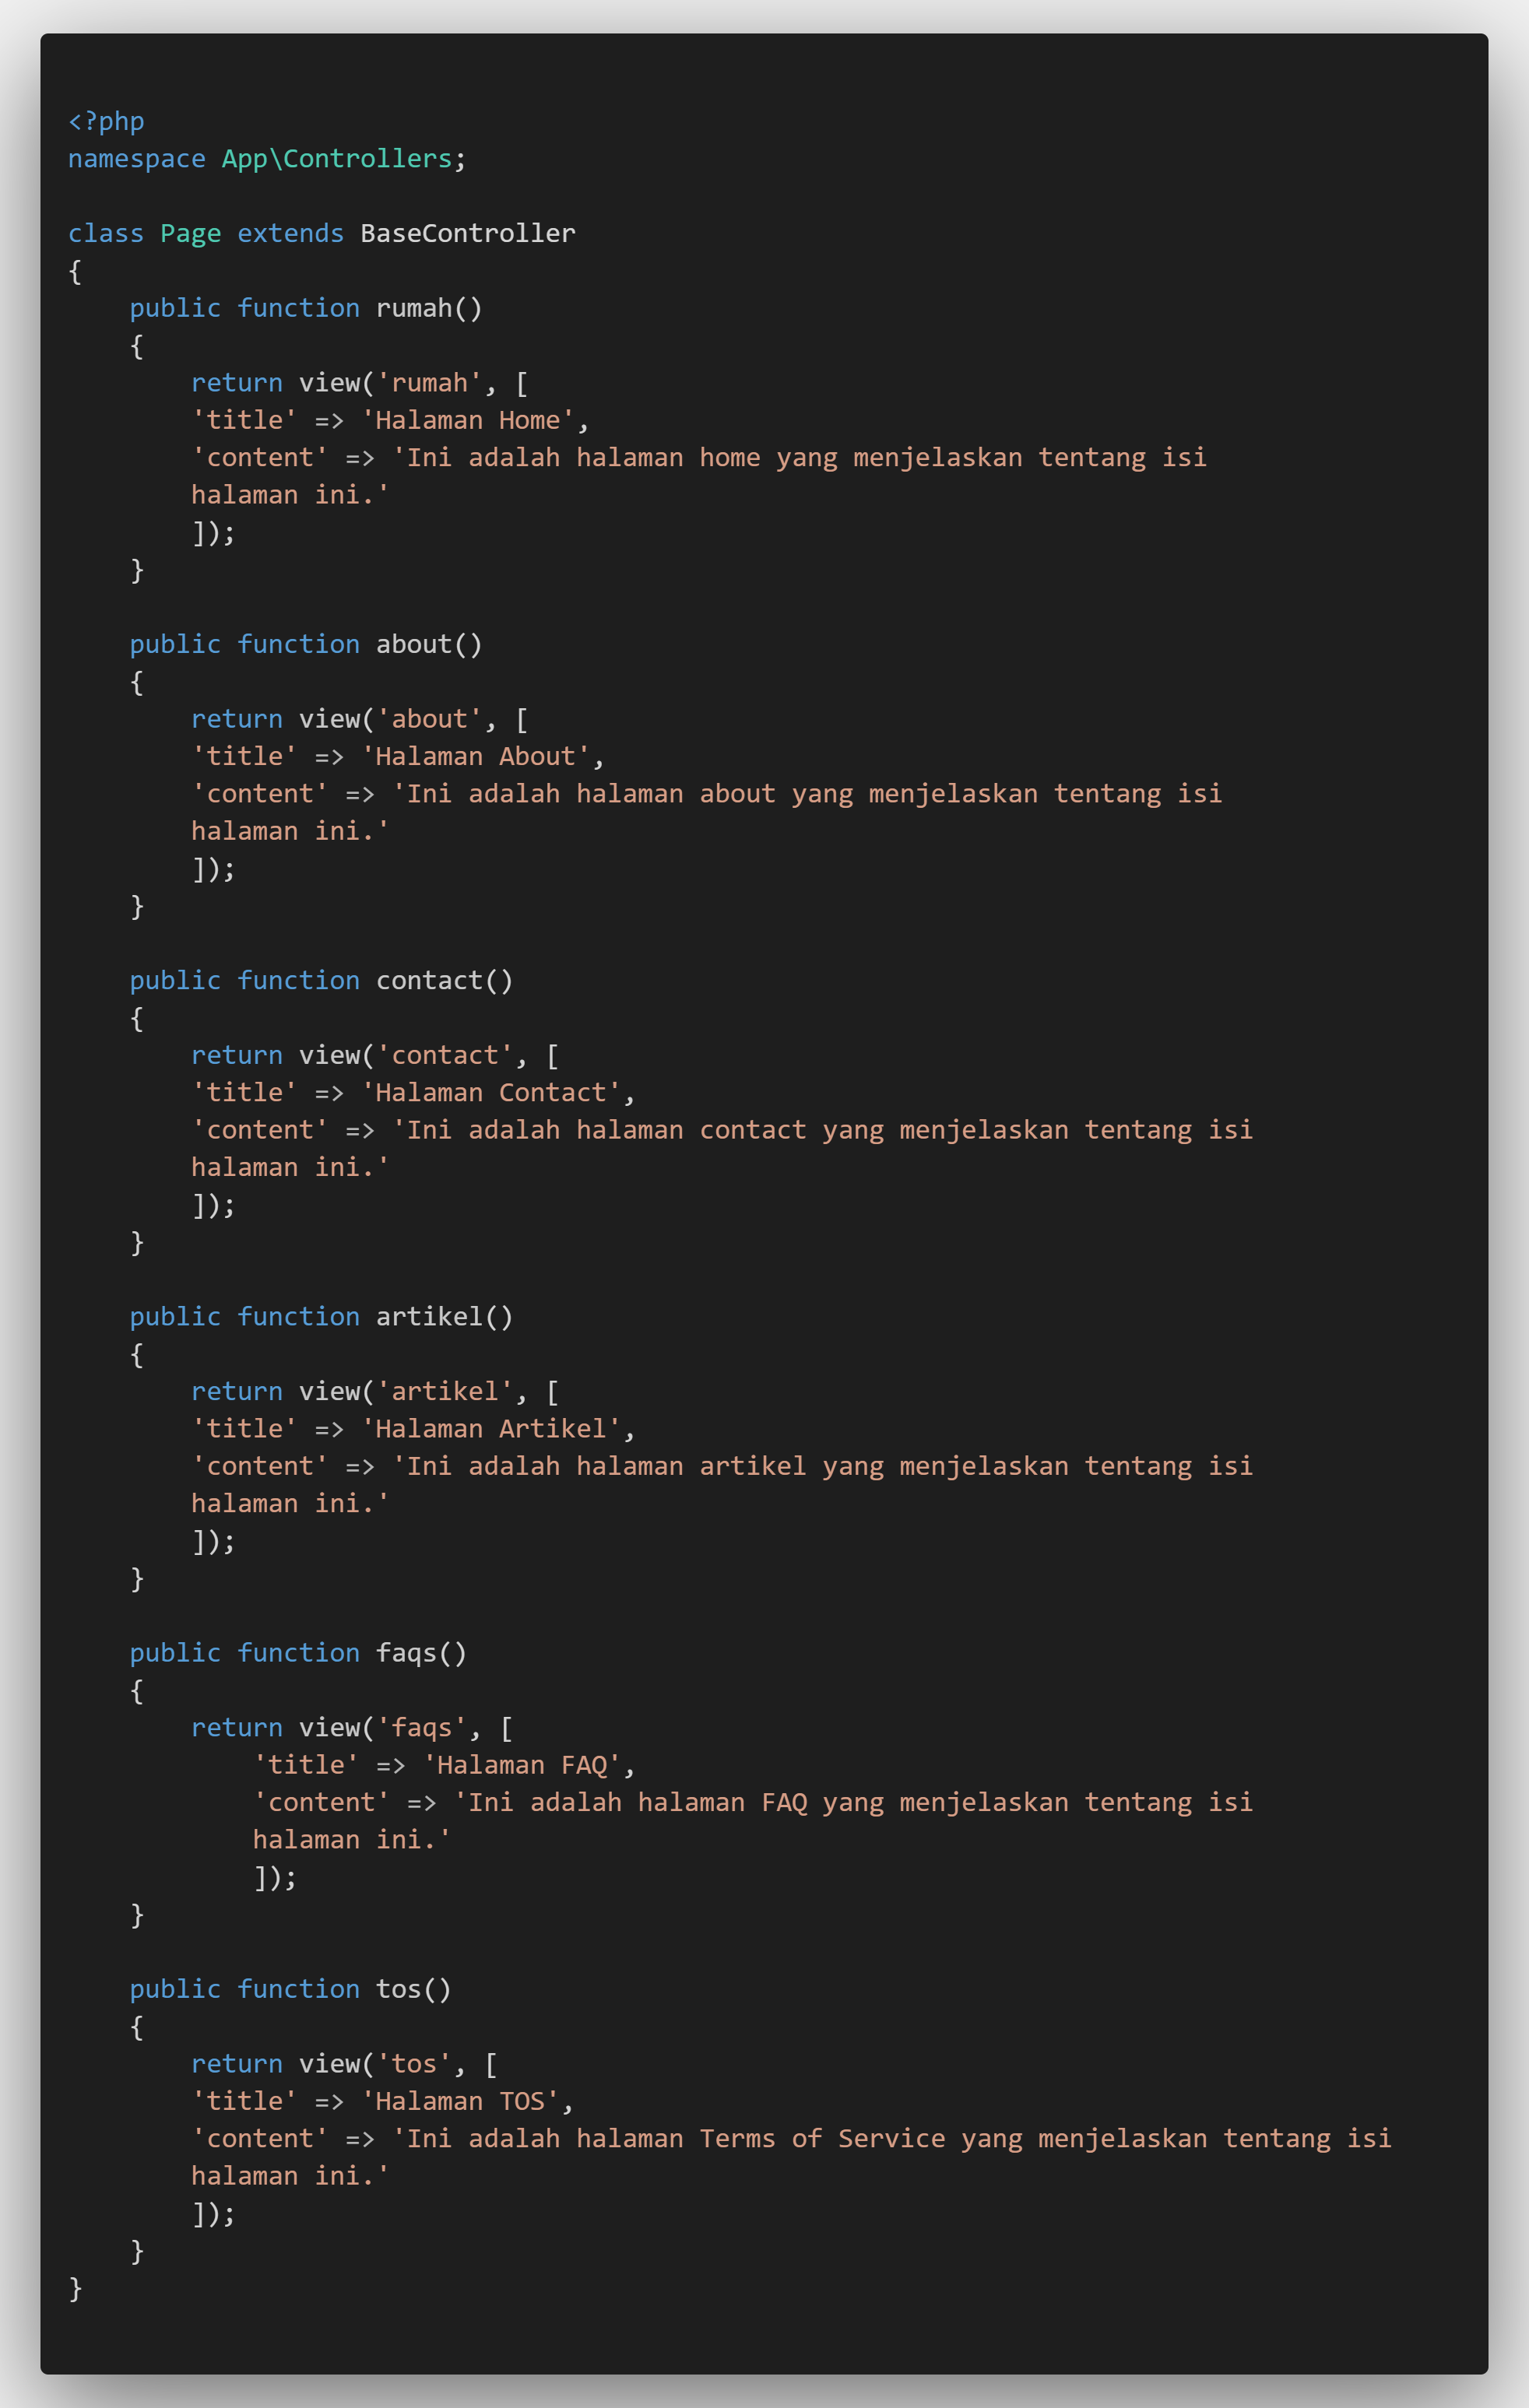 <?php
namespace App\Controllers;

class Page extends BaseController
{
    public function rumah()
    {
        return view('rumah', [
        'title' => 'Halaman Home',
        'content' => 'Ini adalah halaman home yang menjelaskan tentang isi
        halaman ini.'
        ]);
    }

    public function about()
    {
        return view('about', [
        'title' => 'Halaman About',
        'content' => 'Ini adalah halaman about yang menjelaskan tentang isi
        halaman ini.'
        ]);
    }

    public function contact()
    {
        return view('contact', [
        'title' => 'Halaman Contact',
        'content' => 'Ini adalah halaman contact yang menjelaskan tentang isi
        halaman ini.'
        ]);
    }

    public function artikel()
    {
        return view('artikel', [
        'title' => 'Halaman Artikel',
        'content' => 'Ini adalah halaman artikel yang menjelaskan tentang isi
        halaman ini.'
        ]);
    }

    public function faqs()
    {
        return view('faqs', [
            'title' => 'Halaman FAQ',
            'content' => 'Ini adalah halaman FAQ yang menjelaskan tentang isi
            halaman ini.'
            ]);
    }

    public function tos()
    {
        return view('tos', [
        'title' => 'Halaman TOS',
        'content' => 'Ini adalah halaman Terms of Service yang menjelaskan tentang isi
        halaman ini.'
        ]);
    }
}